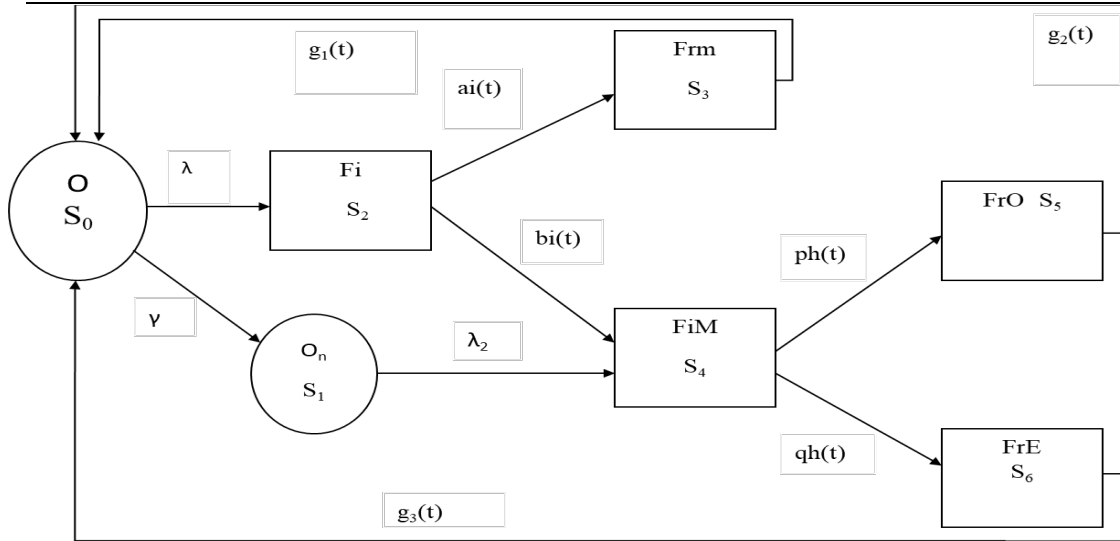 g₁(t)
g₂(t)
Frm
S₃
ai(t)
λ
O
S₀
Fi
S₂
FrO S₅
bi(t)
ph(t)
γ
Oₙ
S₁
λ₂
FiM
S₄
qh(t)
FrE
S₆
g₃(t)